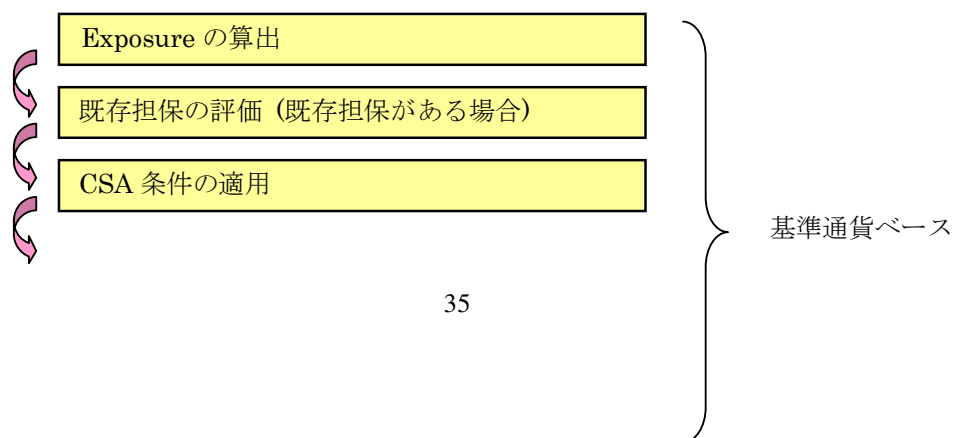 Exposure の算出
既存担保の評価 (既存担保がある場合)
CSA 条件の適用
基準通貨ベース
35